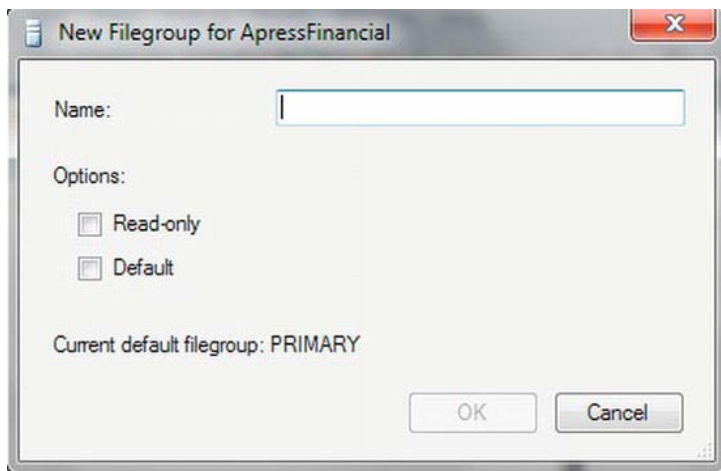 New Filegroup for ApressFinancial
Name:
Options:
Read-only
Default
Current default filegroup: PRIMARY
OK Cancel